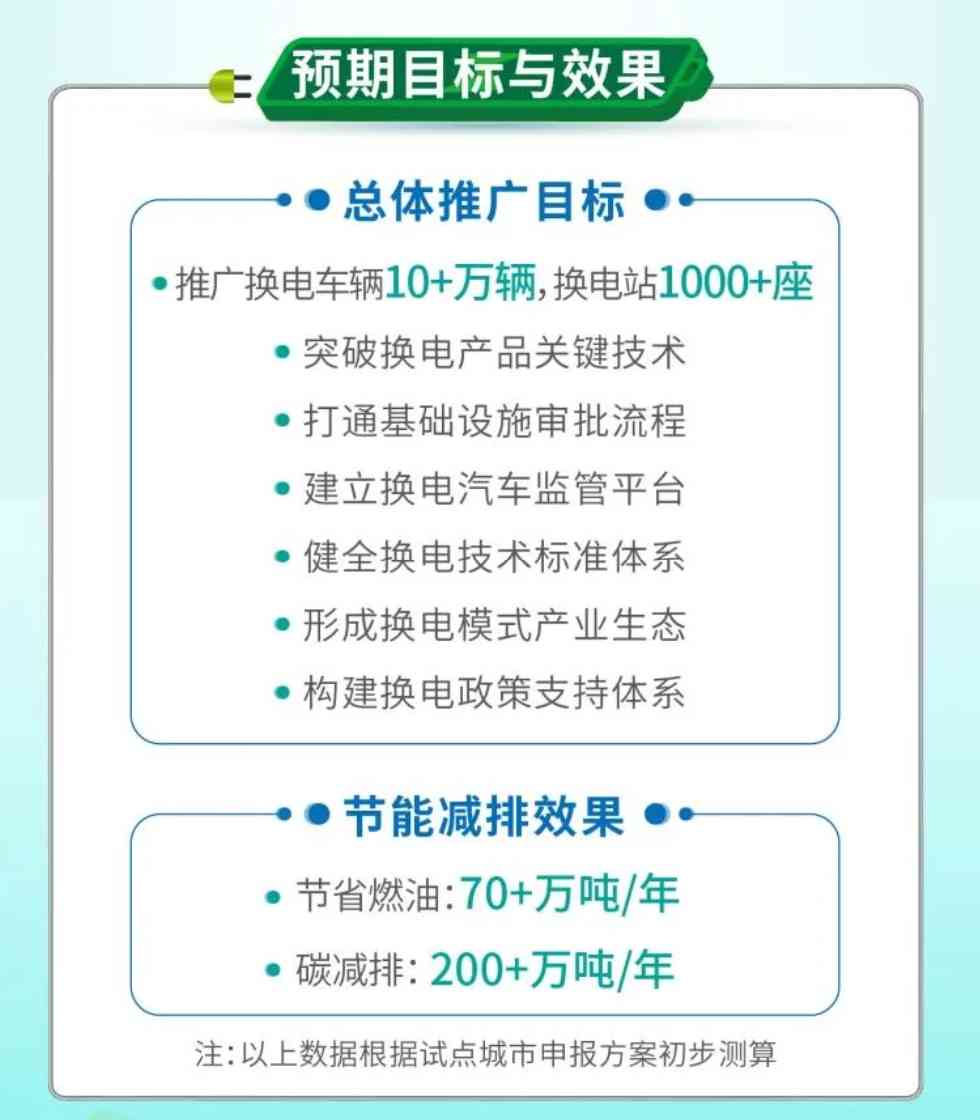 预期目标与效果
总体推广目标
推广换电车辆10+万辆，换电站1000+座
突破换电产品关键技术
打通基础设施审批流程
建立换电汽车监管平台
健全换电技术标准体系
形成换电模式产业生态
构建换电政策支持体系
节能减排效果
节省燃油：70+万吨/年
碳减排：200+万吨/年
注：以上数据根据试点城市申报方案初步测算